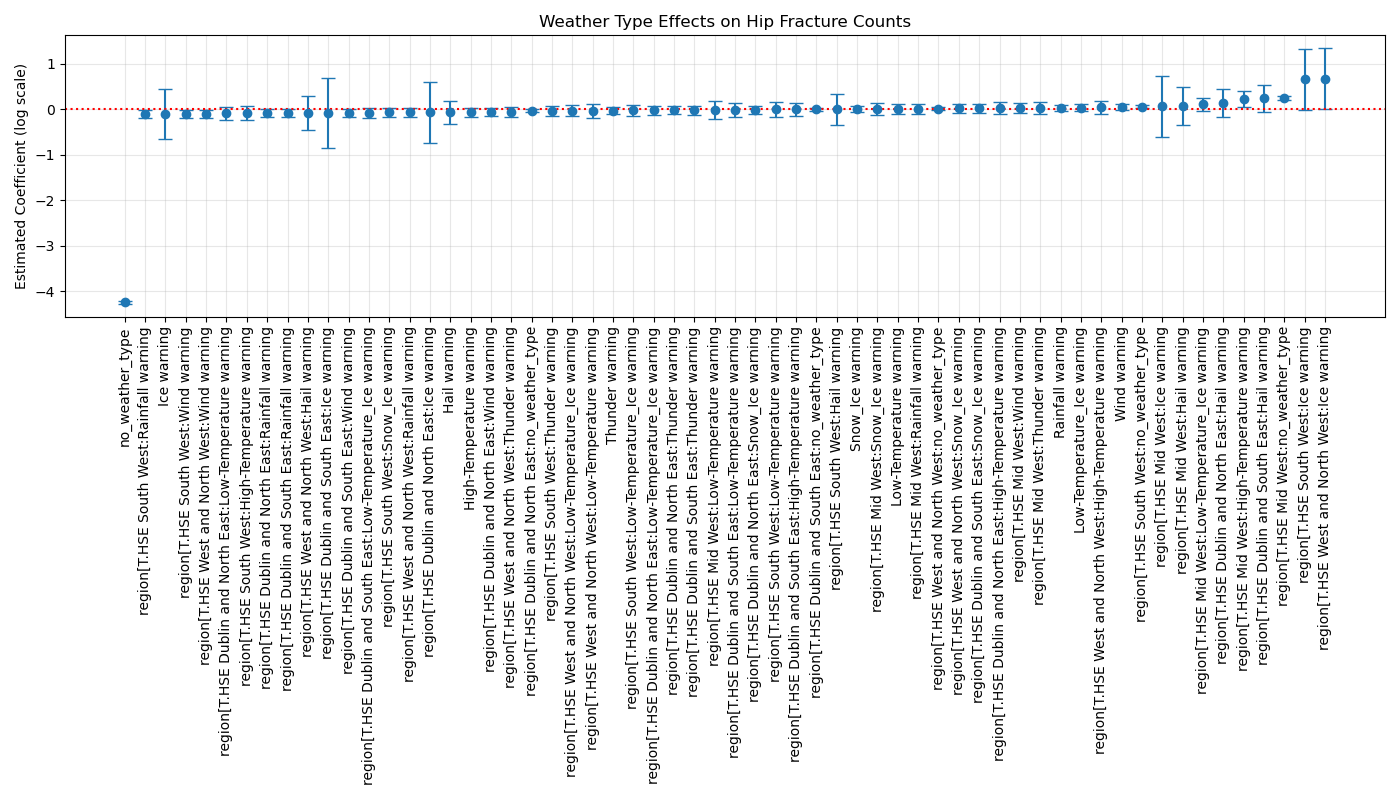 Weather Type Effects on Hip Fracture Counts
Estimated Coefficient (log scale)
1
0
−1
−2
−3
−4
no_weather_type
region[T.HSE South West:Rainfall warning
Ice warning
region[T.HSE South West:Wind warning
region[T.HSE West and North West:Wind warning
region[T.HSE Dublin and North East:Low-Temperature warning
region[T.HSE South West:High-Temperature warning
region[T.HSE Dublin and North East:Rainfall warning
region[T.HSE Dublin and South East:Rainfall warning
region[T.HSE West and North West:Hail warning
region[T.HSE Dublin and South East:Ice warning
region[T.HSE Dublin and South East:Wind warning
region[T.HSE Dublin and South East:Low-Temperature_Ice warning
region[T.HSE South West:Snow_Ice warning
region[T.HSE West and North West:Rainfall warning
region[T.HSE Dublin and North East:Ice warning
Hail warning
High-Temperature warning
region[T.HSE Dublin and North East:Wind warning
region[T.HSE West and North West:Thunder warning
region[T.HSE Dublin and North East:no_weather_type
region[T.HSE South West:Thunder warning
region[T.HSE West and North West:Low-Temperature_Ice warning
region[T.HSE West and North West:Low-Temperature warning
Thunder warning
region[T.HSE South West:Low-Temperature_Ice warning
region[T.HSE Dublin and North East:Low-Temperature_Ice warning
region[T.HSE Dublin and North East:Thunder warning
region[T.HSE Dublin and South East:Thunder warning
region[T.HSE Mid West:Low-Temperature warning
region[T.HSE Dublin and South East:Low-Temperature warning
region[T.HSE Dublin and North East:Snow_Ice warning
region[T.HSE South West:Low-Temperature warning
region[T.HSE Dublin and South East:High-Temperature warning
region[T.HSE Dublin and South East:no_weather_type
region[T.HSE South West:Hail warning
Snow_Ice warning
region[T.HSE Mid West:Snow_Ice warning
Low-Temperature warning
region[T.HSE Mid West:Rainfall warning
region[T.HSE West and North West:no_weather_type
region[T.HSE West and North West:Snow_Ice warning
region[T.HSE Dublin and South East:Snow_Ice warning
region[T.HSE Dublin and North East:High-Temperature warning
region[T.HSE Mid West:Wind warning
region[T.HSE Mid West:Thunder warning
Rainfall warning
Low-Temperature_Ice warning
region[T.HSE West and North West:High-Temperature warning
Wind warning
region[T.HSE South West:no_weather_type
region[T.HSE Mid West:Ice warning
region[T.HSE Mid West:Hail warning
region[T.HSE Mid West:Low-Temperature_Ice warning
region[T.HSE Dublin and North East:Hail warning
region[T.HSE Mid West:High-Temperature warning
region[T.HSE Dublin and South East:Hail warning
region[T.HSE Mid West:no_weather_type
region[T.HSE South West:Ice warning
region[T.HSE West and North West:Ice warning